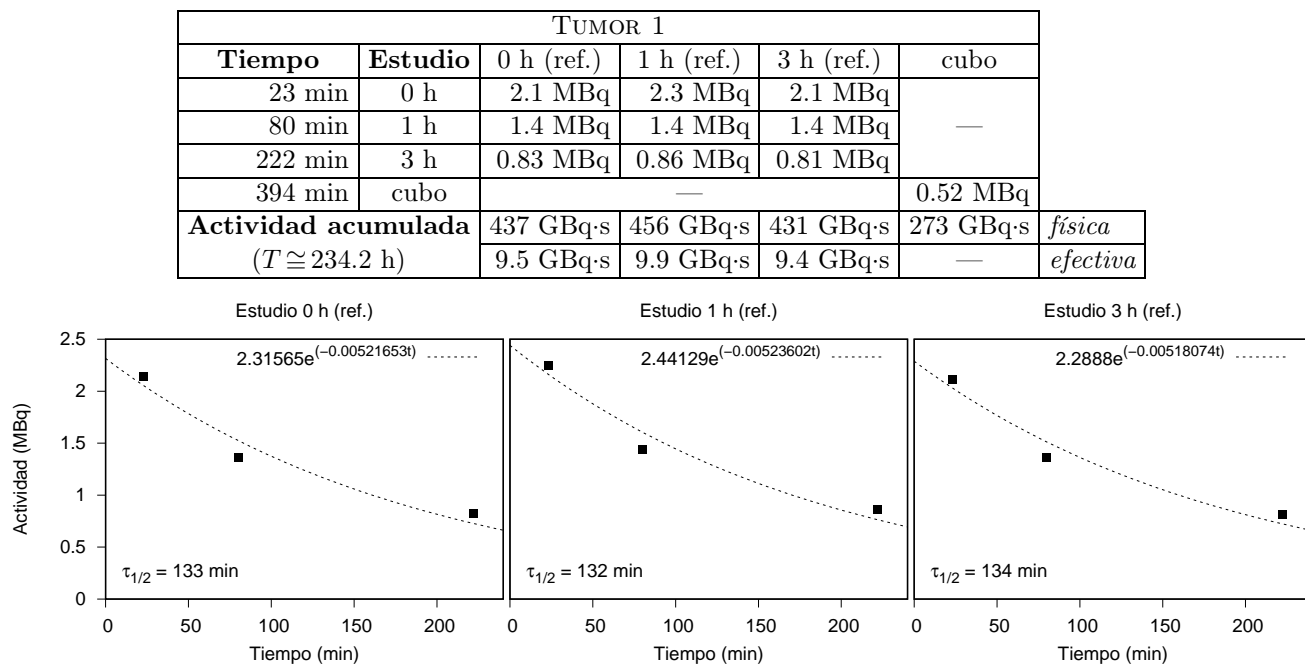 TUMOR 1
Tiempo Estudio 0 h (ref.) 1 h (ref.) 3 h (ref.) cubo
23 min 0 h 2.1 MBq 2.3 MBq 2.1 MBq
80 min 1 h 1.4 MBq 1.4 MBq 1.4 MBq —
222 min 3 h 0.83 MBq 0.86 MBq 0.81 MBq
394 min cubo — 0.52 MBq
Actividad acumulada 437 GBq·s 456 GBq·s 431 GBq·s 273 GBq·s física
(T ≅ 234.2 h) 9.5 GBq·s 9.9 GBq·s 9.4 GBq·s — efectiva
Estudio 0 h (ref.) Estudio 1 h (ref.) Estudio 3 h (ref.)
2.31565e^(−0.00521653t) 2.44129e^(−0.00523602t) 2.2888e^(−0.00518074t)
2.5
2
1.5
1
0.5
0
Actividad (MBq)
τ1/2 = 133 min τ1/2 = 132 min τ1/2 = 134 min
0 50 100 150 200 0 50 100 150 200 0 50 100 150 200
Tiempo (min) Tiempo (min) Tiempo (min)